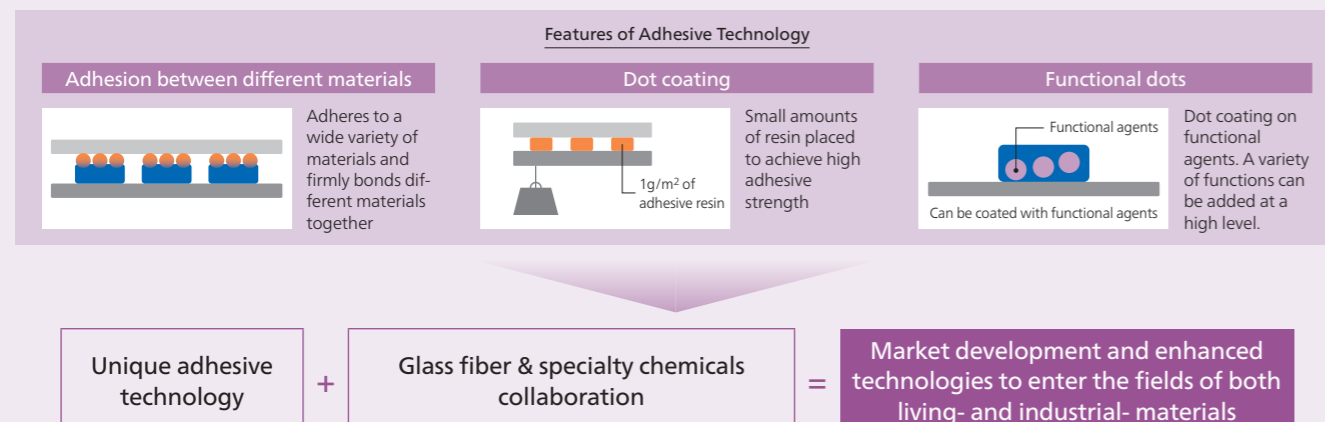 Features of Adhesive Technology
Adhesion between different materials
Adheres to a
wide variety of
materials and
firmly bonds dif-
ferent materials
together
Dot coating
1g/m² of
adhesive resin
Small amounts
of resin placed
to achieve high
adhesive
strength
Functional dots
Functional agents
Can be coated with functional agents
Dot coating on
functional
agents. A variety
of functions can
be added at a
high level.
Unique adhesive
technology
+
Glass fiber & specialty chemicals
collaboration
=
Market development and enhanced
technologies to enter the fields of both
living- and industrial- materials